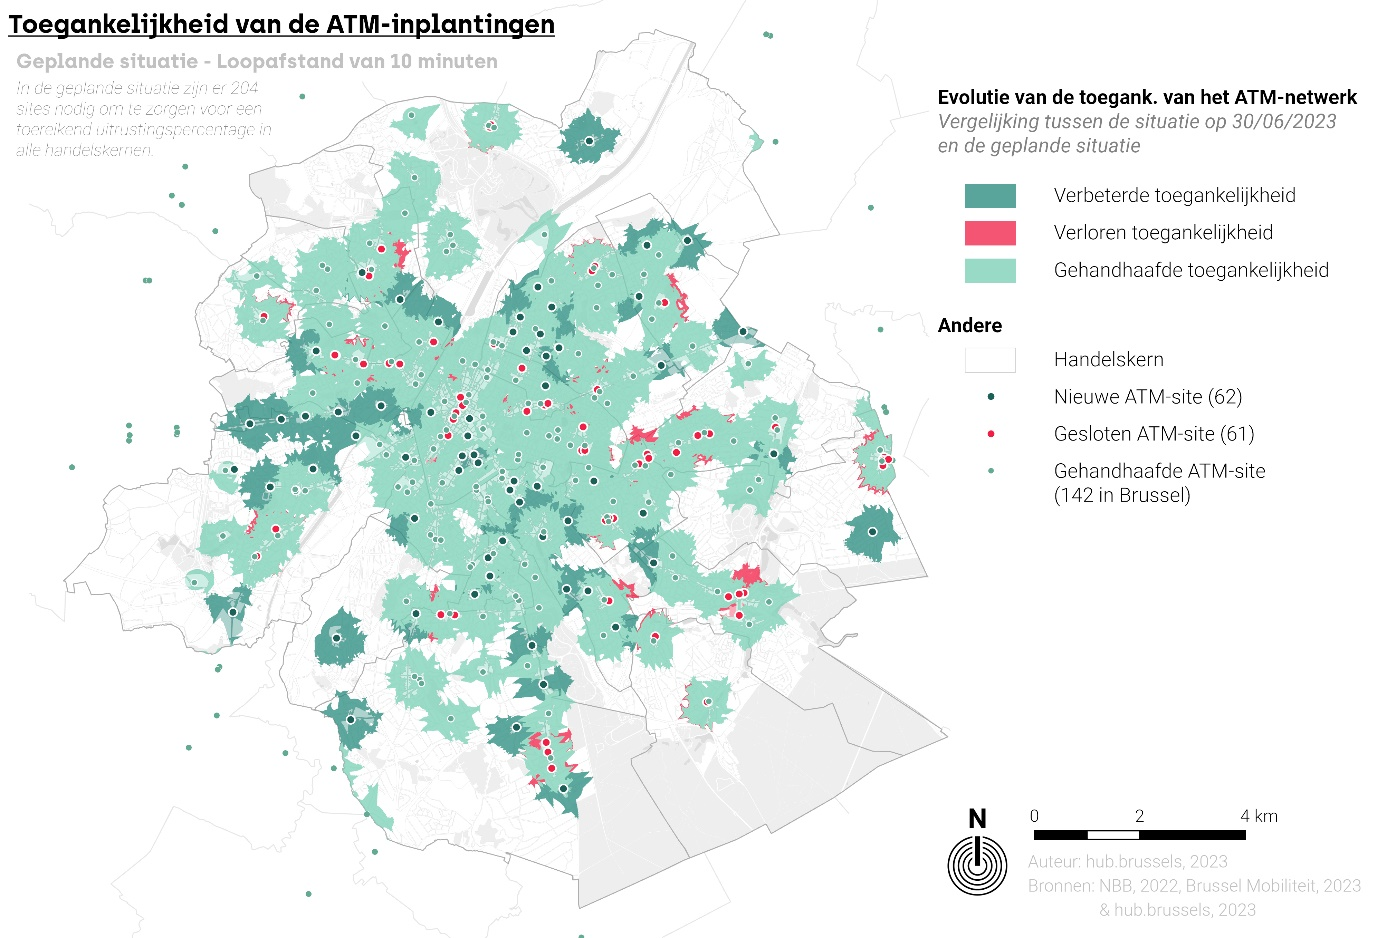 Toegankelijkheid van de ATM-inplantingen
Geplande situatie - Loopafstand van 10 minuten
In de geplande situatie zijn er 204
sites nodig om te zorgen voor een
toereikend uitrustingspercentage in
alle handelskernen.
Evolutie van de toegank. van het ATM-netwerk
Vergelijking tussen de situatie op 30/06/2023
en de geplande situatie
Verbeterde toegankelijkheid
Verloren toegankelijkheid
Gehandhaafde toegankelijkheid
Andere
Handelskern
Nieuwe ATM-site (62)
Gesloten ATM-site (61)
Gehandhaafde ATM-site
(142 in Brussel)
N
0 2 4 km
Auteur: hub.brussels, 2023
Bronnen: NBB, 2022, Brussel Mobiliteit, 2023
& hub.brussels, 2023